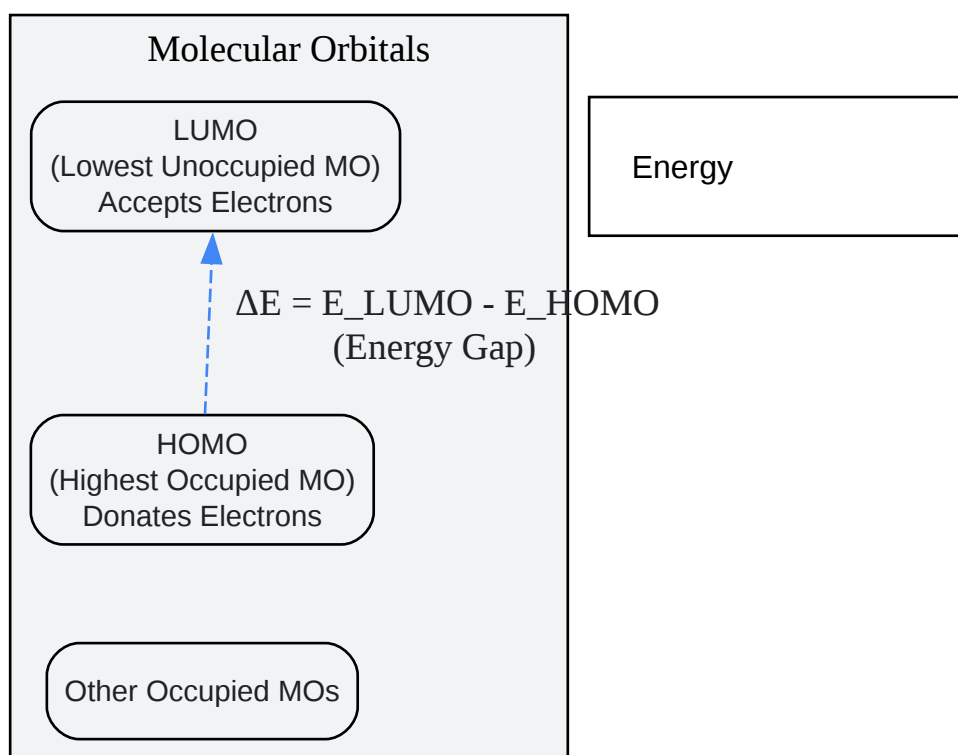 Molecular Orbitals
LUMO
(Lowest Unoccupied MO)
Accepts Electrons
Energy
ΔE = E_LUMO - E_HOMO
(Energy Gap)
HOMO
(Highest Occupied MO)
Donates Electrons
Other Occupied MOs